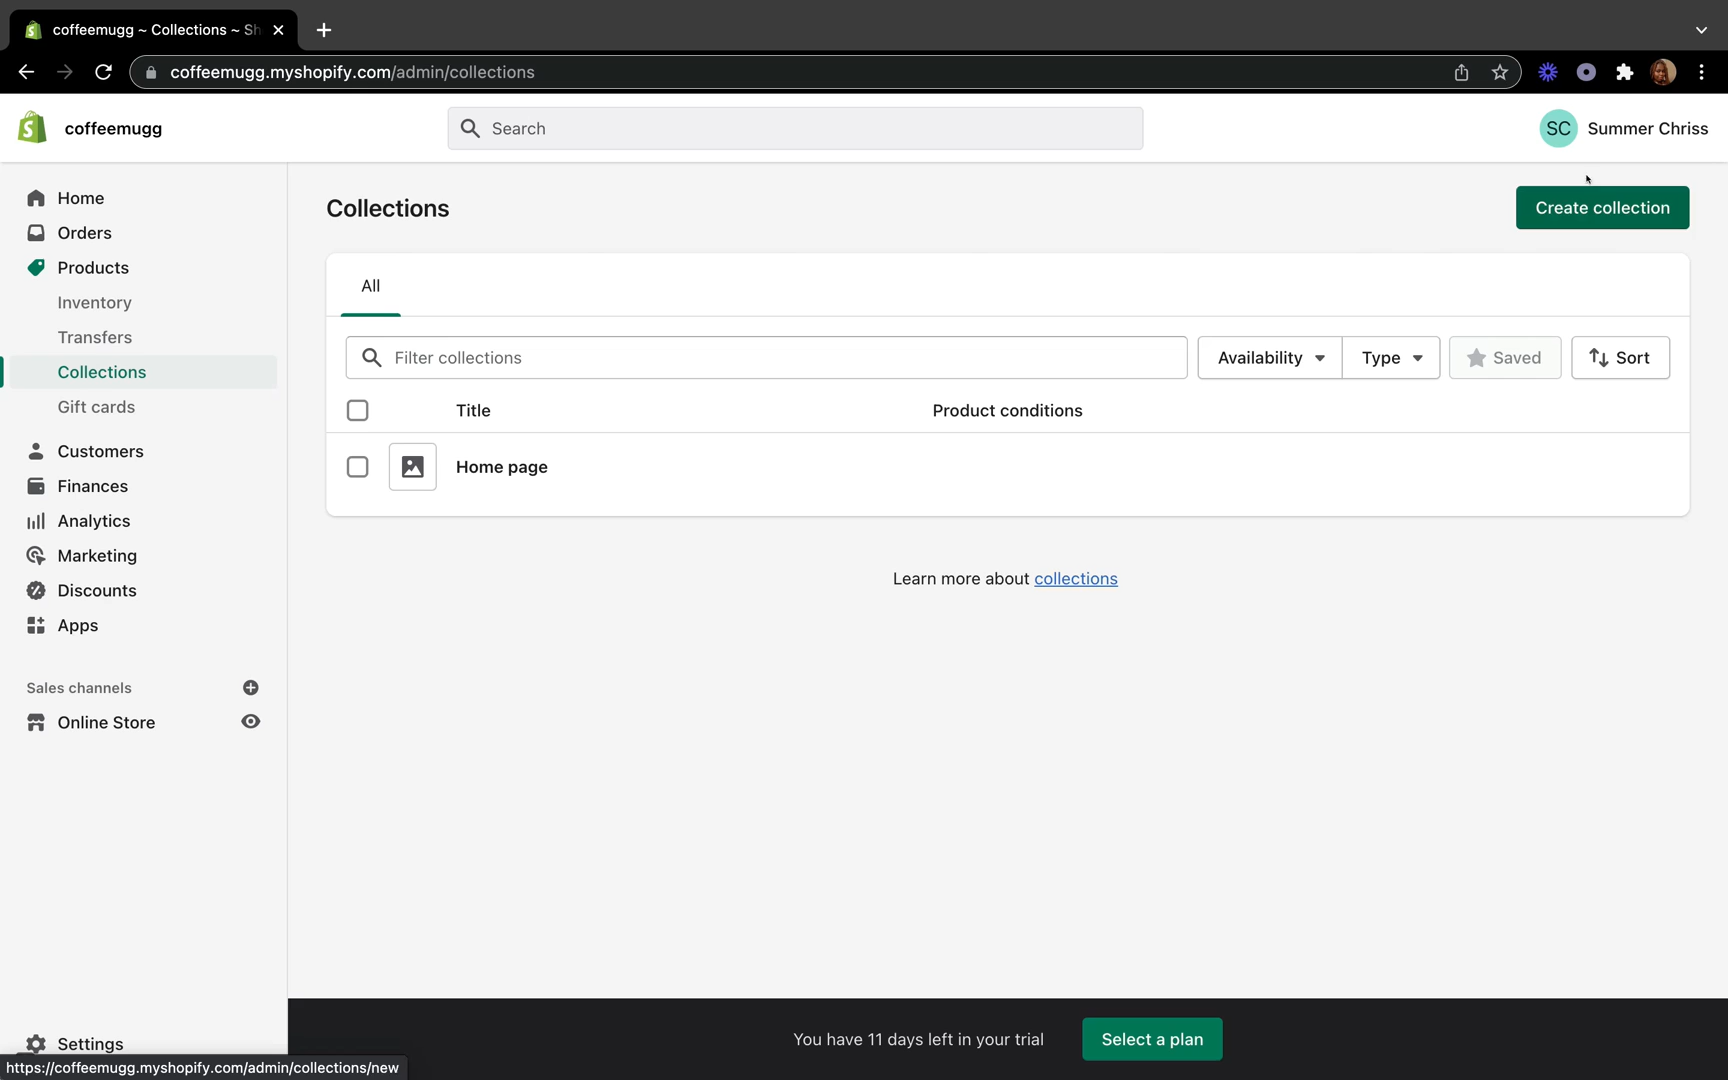 coffeemugg ~ Collections ~ Sh
coffeemugg.myshopify.com/admin/collections
coffeemugg
Search
SC Summer Chriss
Home
Orders
Products
Inventory
Transfers
Collections
Gift cards
Customers
Finances
Analytics
Marketing
Discounts
Apps
Sales channels
Online Store
Settings
Collections
Create collection
All
Filter collections
Availability
Type
Saved
Sort
Title Product conditions
Home page
Learn more about collections
You have 11 days left in your trial
Select a plan
https://coffeemugg.myshopify.com/admin/collections/new